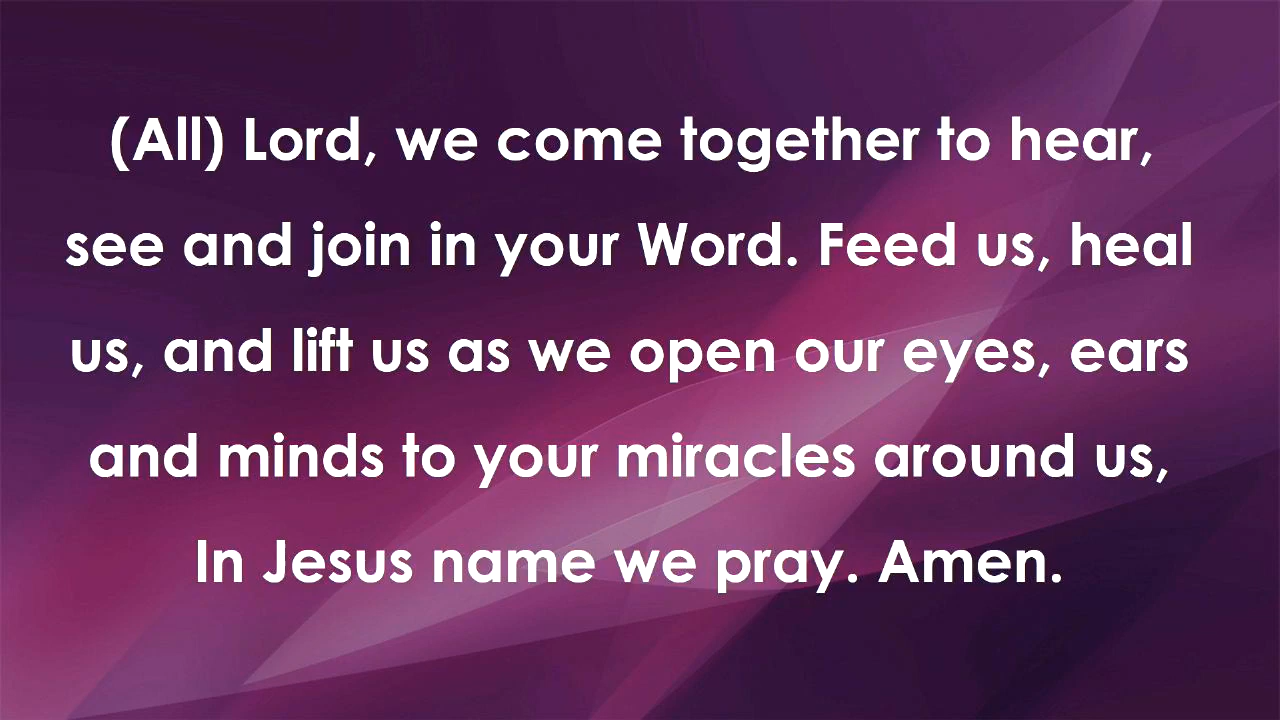 (All) Lord, we come together to hear,
see and join in your Word. Feed us, heal
us, and lift us as we open our eyes, ears
and minds to your miracles around us,
In Jesus name we pray. Amen.